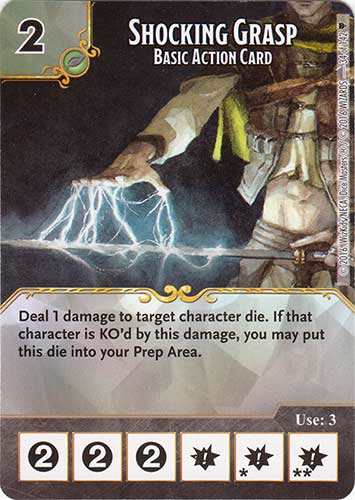 2
SHOCKING GRASP
BASIC ACTION CARD
Deal 1 damage to target character die. If that
character is KO'd by this damage, you may put
this die into your Prep Area.
Use: 3
2 2 2 ! ! !
* **